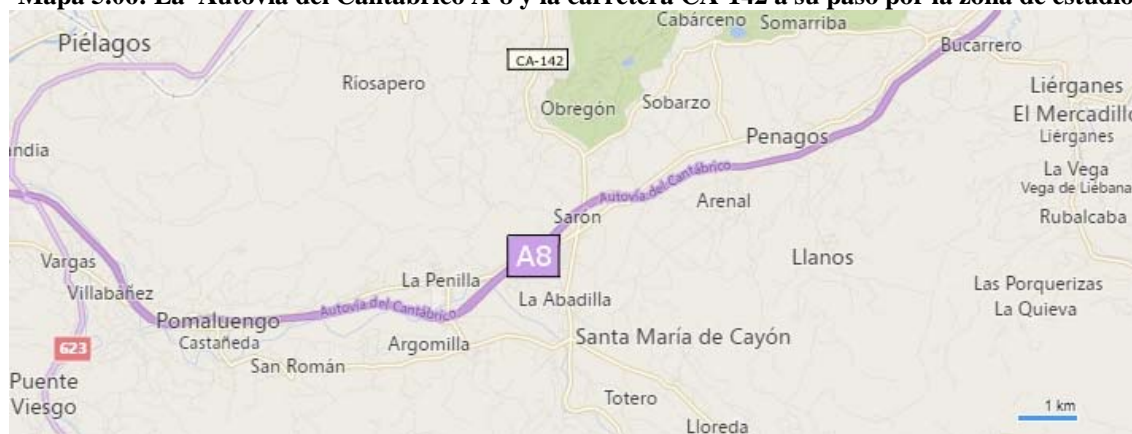 Mapa 5.06: La Autovía del Cantábrico A-8 y la carretera CA-142 a su paso por la zona de estudio
Cabárceno
Somarriba
Piélagos
Bucarrero
CA-142
Riosapero
Liérganes
Obregón
Sobarzo
El Mercadillo
Penagos
Liérganes
andia
La Vega
Vega de Liébana
Autovía del Cantábrico
Arenal
Sarón
Rubalcaba
A8
Vargas
Llanos
La Penilla
Las Porquerizas
Villabáñez
La Abadilla
La Quieva
Autovía del Cantábrico
Pomaluengo
Castañeda
Argomilla
Santa María de Cayón
623
San Román
Puente
Viesgo
Totero
1 km
Lloreda